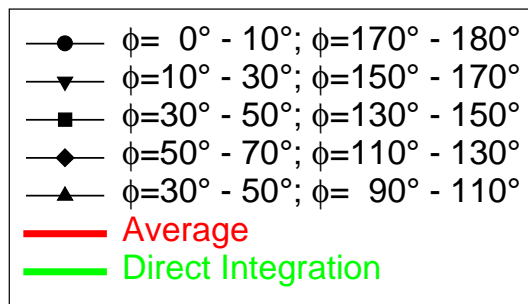 ϕ= 0° - 10°; ϕ=170° - 180°
ϕ=10° - 30°; ϕ=150° - 170°
ϕ=30° - 50°; ϕ=130° - 150°
ϕ=50° - 70°; ϕ=110° - 130°
ϕ=30° - 50°; ϕ= 90° - 110°
Average
Direct Integration